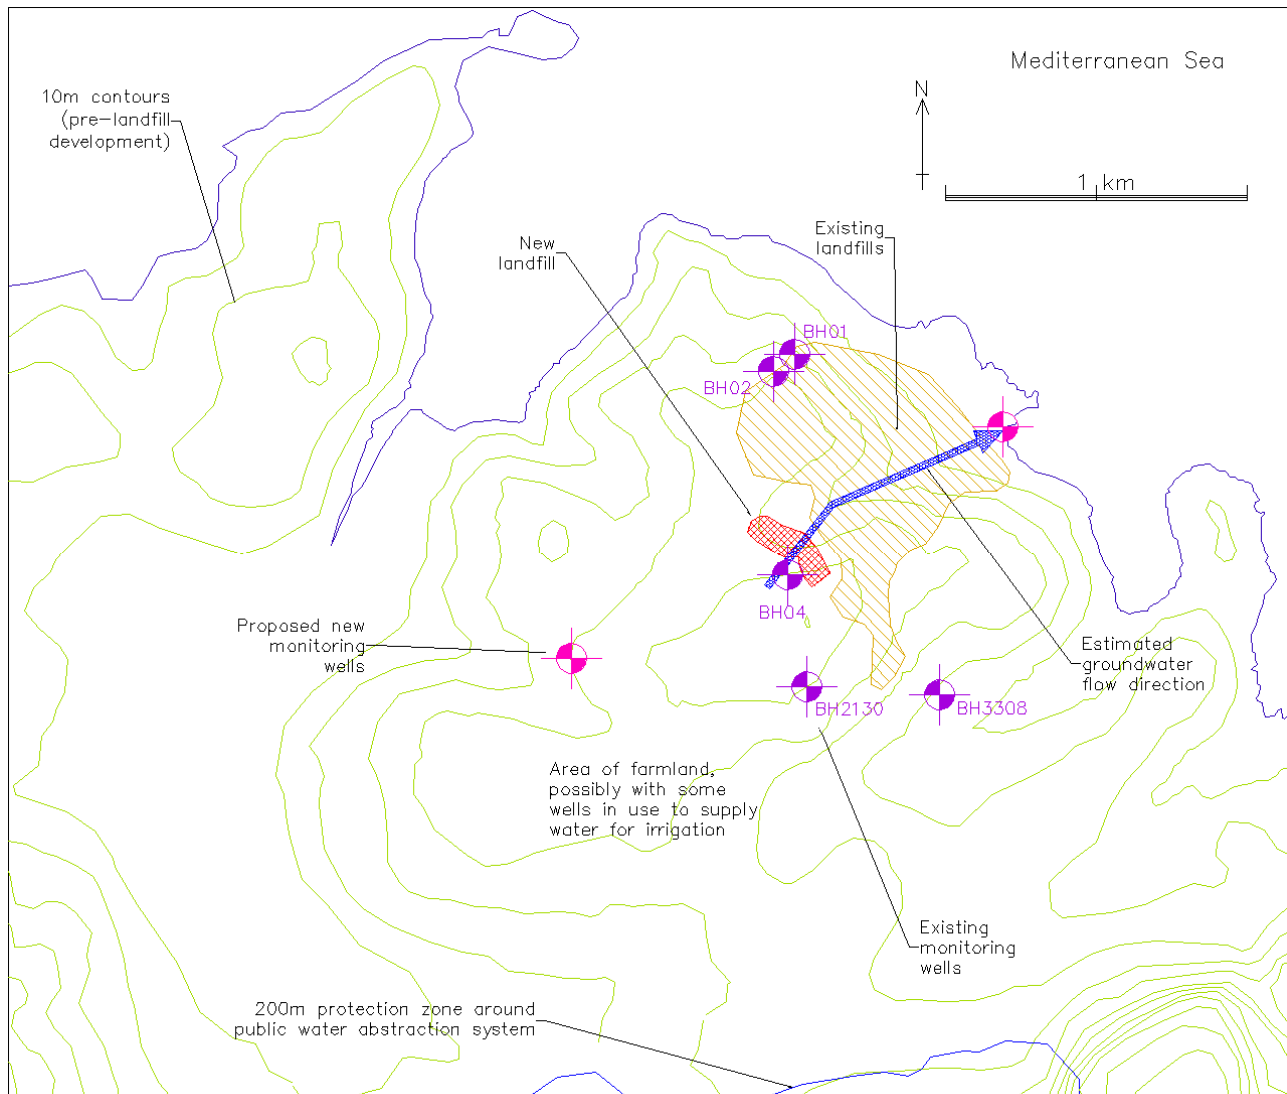 Mediterranean Sea
N
1 km
10m contours
(pre-landfill
development)
Existing
landfills
New
landfill
BH01
BH02
BH04
Proposed new
monitoring
wells
Estimated
groundwater
flow direction
BH2130
BH3308
Area of farmland,
possibly with some
wells in use to supply
water for irrigation
Existing
monitoring
wells
200m protection zone around
public water abstraction system